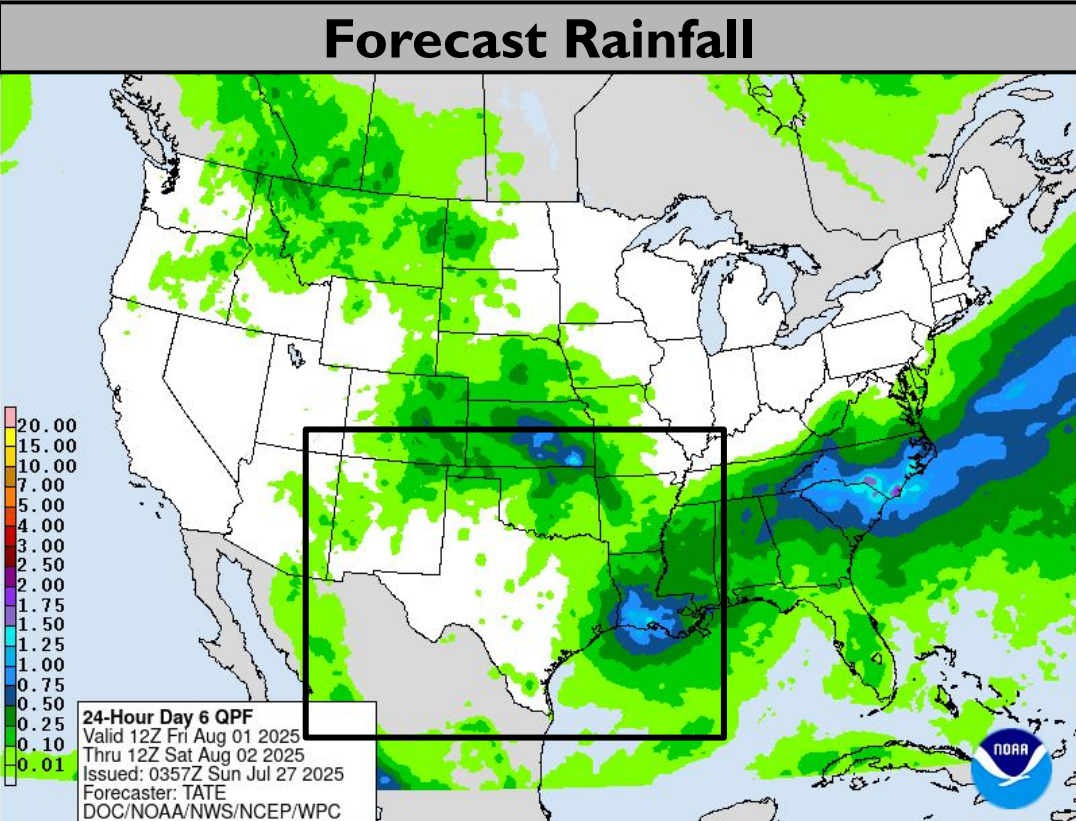 Forecast Rainfall
20.00
15.00
10.00
7.00
5.00
4.00
3.00
2.50
2.00
1.75
1.50
1.25
1.00
0.75
0.50
0.25
0.10
0.01
24-Hour Day 6 QPF
Valid 12Z Fri Aug 01 2025
Thru 12Z Sat Aug 02 2025
Issued: 0357Z Sun Jul 27 2025
Forecaster: TATE
DOC/NOAA/NWS/NCEP/WPC
NOAA